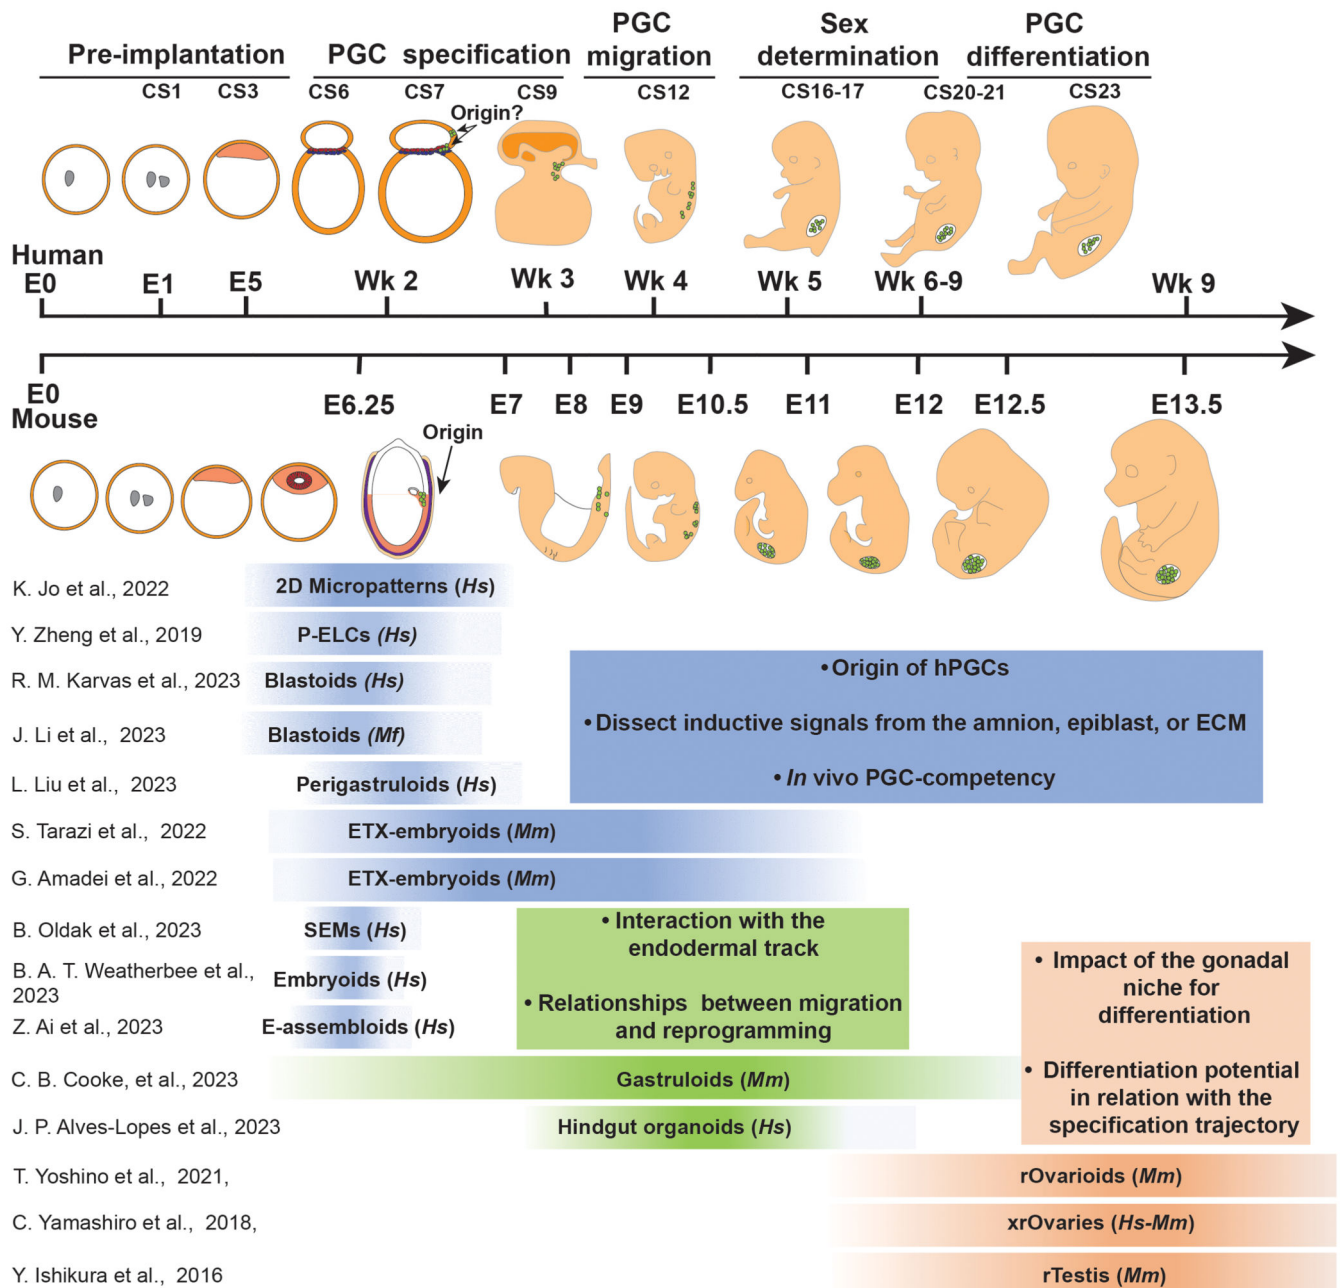 Pre-implantation
PGC specification
PGC
migration
Sex
determination
PGC
differentiation
CS1
CS3
CS6
CS7
CS9
CS12
CS16-17
CS20-21
CS23
Origin?
Human
E0
E1
E5
Wk 2
Wk 3
Wk 4
Wk 5
Wk 6-9
Wk 9
E0
Mouse
E6.25
E7
E8
E9
E10.5
E11
E12
E12.5
E13.5
Origin
K. Jo et al., 2022
2D Micropatterns (Hs)
Y. Zheng et al., 2019
P-ELCs (Hs)
R. M. Karvas et al., 2023
Blastoids (Hs)
J. Li et al., 2023
Blastoids (Mf)
L. Liu et al., 2023
Perigastruloids (Hs)
•Origin of hPGCs
•Dissect inductive signals from the amnion, epiblast, or ECM
•In vivo PGC-competency
S. Tarazi et al., 2022
ETX-embryoids (Mm)
G. Amadei et al., 2022
ETX-embryoids (Mm)
B. Oldak et al., 2023
SEMs (Hs)
B. A. T. Weatherbee et al.,
2023
Embryoids (Hs)
Z. Ai et al., 2023
E-assembloids (Hs)
• Interaction with the
endodermal track
• Relationships between migration
and reprogramming
• Impact of the gonadal
niche for
differentiation
• Differentiation potential
in relation with the
specification trajectory
C. B. Cooke, et al., 2023
Gastruloids (Mm)
J. P. Alves-Lopes et al., 2023
Hindgut organoids (Hs)
T. Yoshino et al., 2021,
rOvarioids (Mm)
C. Yamashiro et al., 2018,
xrOvaries (Hs-Mm)
Y. Ishikura et al., 2016
rTestis (Mm)